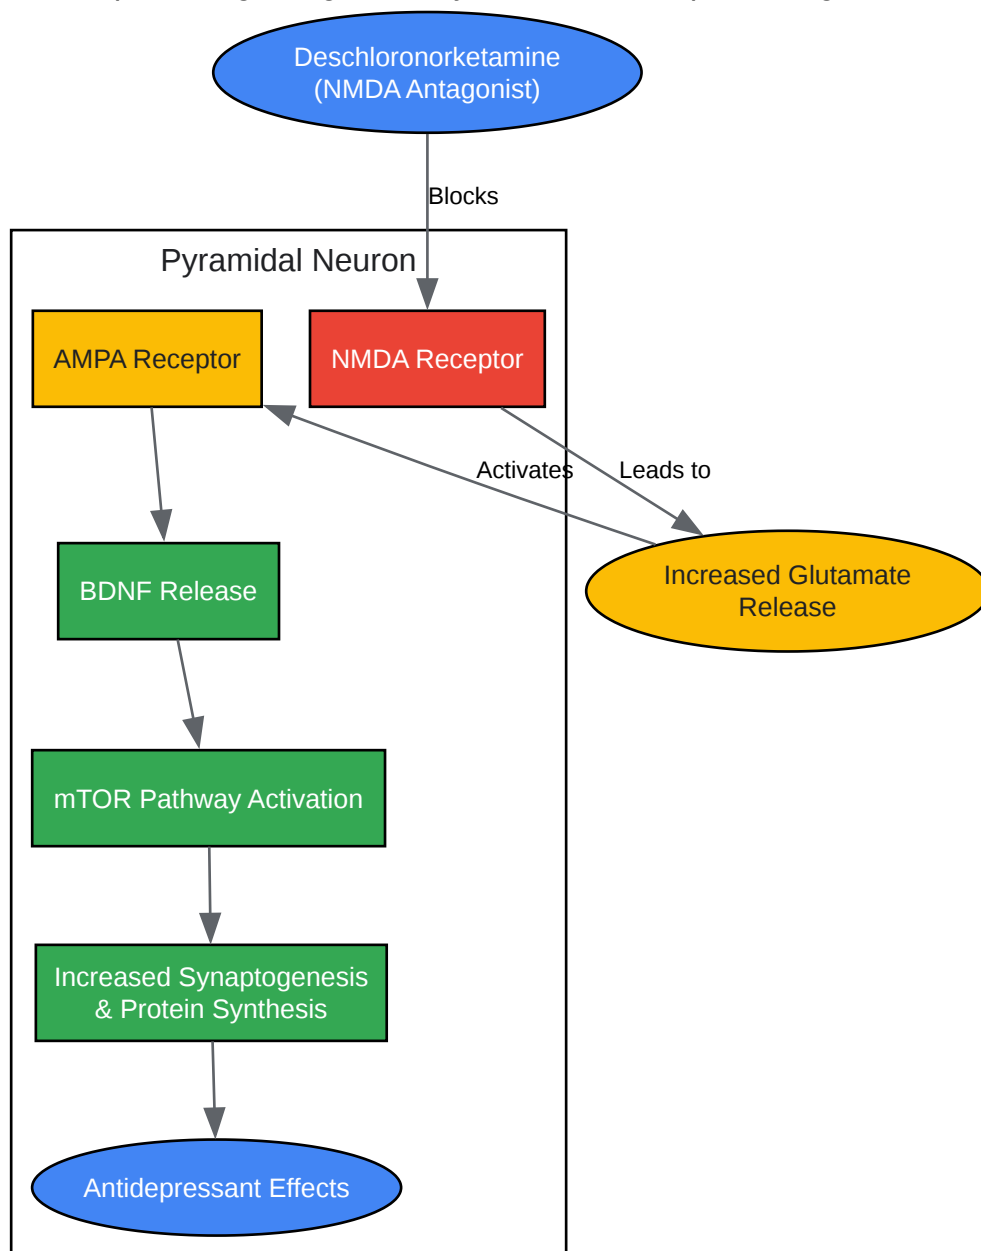 Deschloronorketamine
(NMDA Antagonist)
Blocks
Pyramidal Neuron
AMPA Receptor
NMDA Receptor
Activates
Leads to
BDNF Release
Increased Glutamate
Release
mTOR Pathway Activation
Increased Synaptogenesis
& Protein Synthesis
Antidepressant Effects